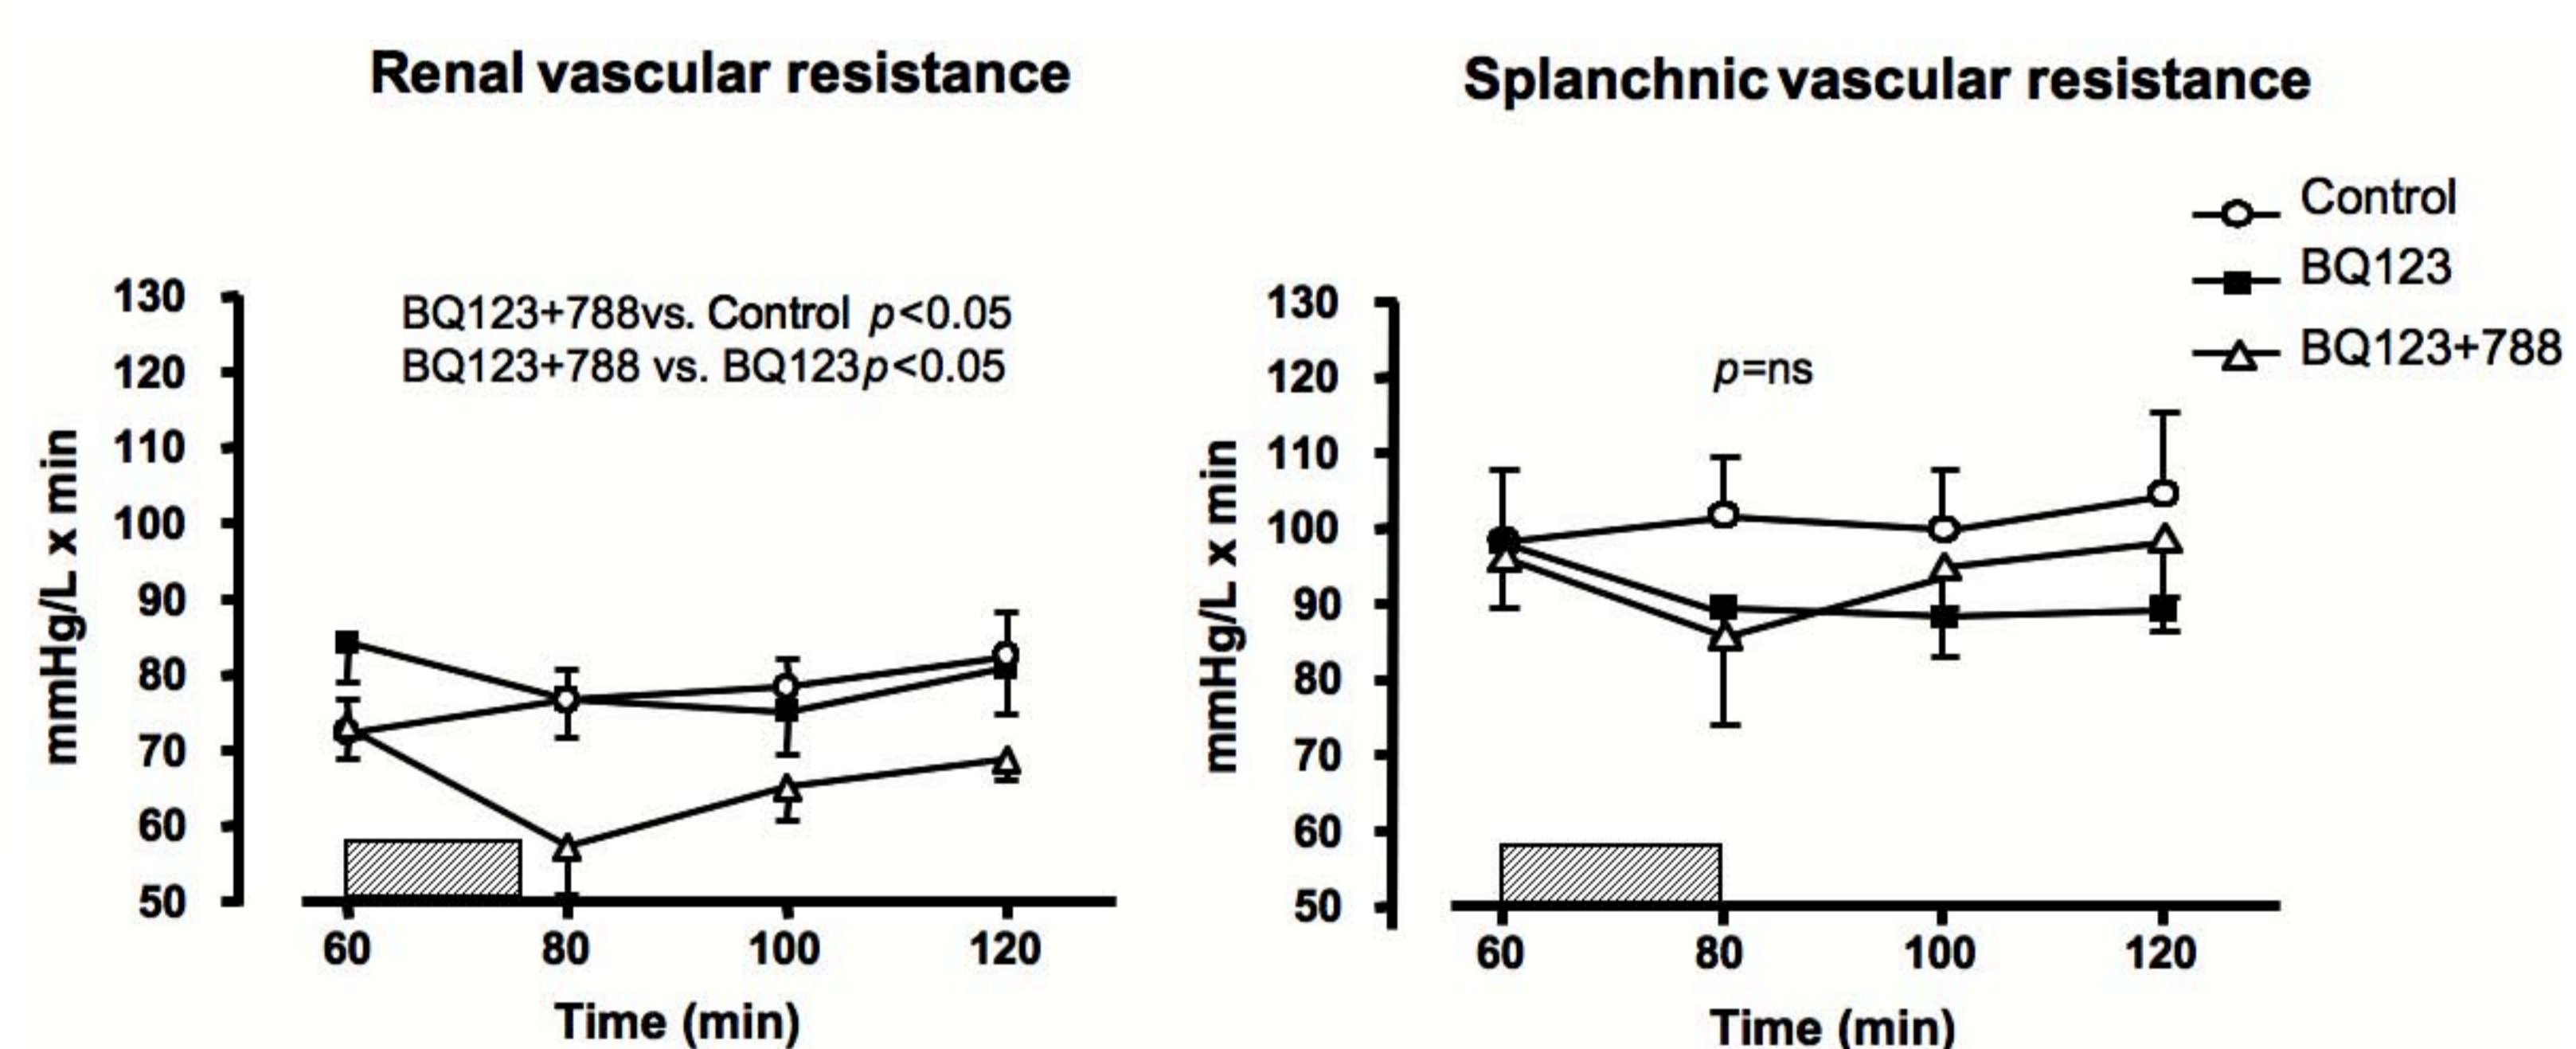 Renal vascular resistance
BQ123+788vs. Control p<0.05
BQ123+788 vs. BQ123p<0.05
mmHg/L x min
130
120
110
100
90
80
70
60
50
60 80 100 120
Time (min)
Splanchnic vascular resistance
Control
BQ123
BQ123+788
p=ns
mmHg/L x min
130
120
110
100
90
80
70
60
50
60 80 100 120
Time (min)